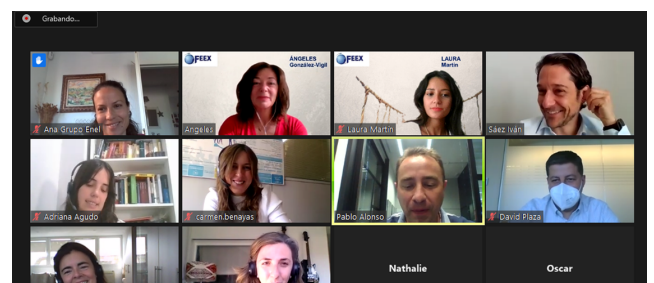 Grabando...
FEEX
ÁNGELES
González-Vigil
FEEX
LAURA
Martín
Ana Grupo Enel
Angeles
Laura Martín
Sáez Iván
Adriana Agudo
carmen.benayas
Pablo Alonso
David Plaza
Nathalie
Oscar